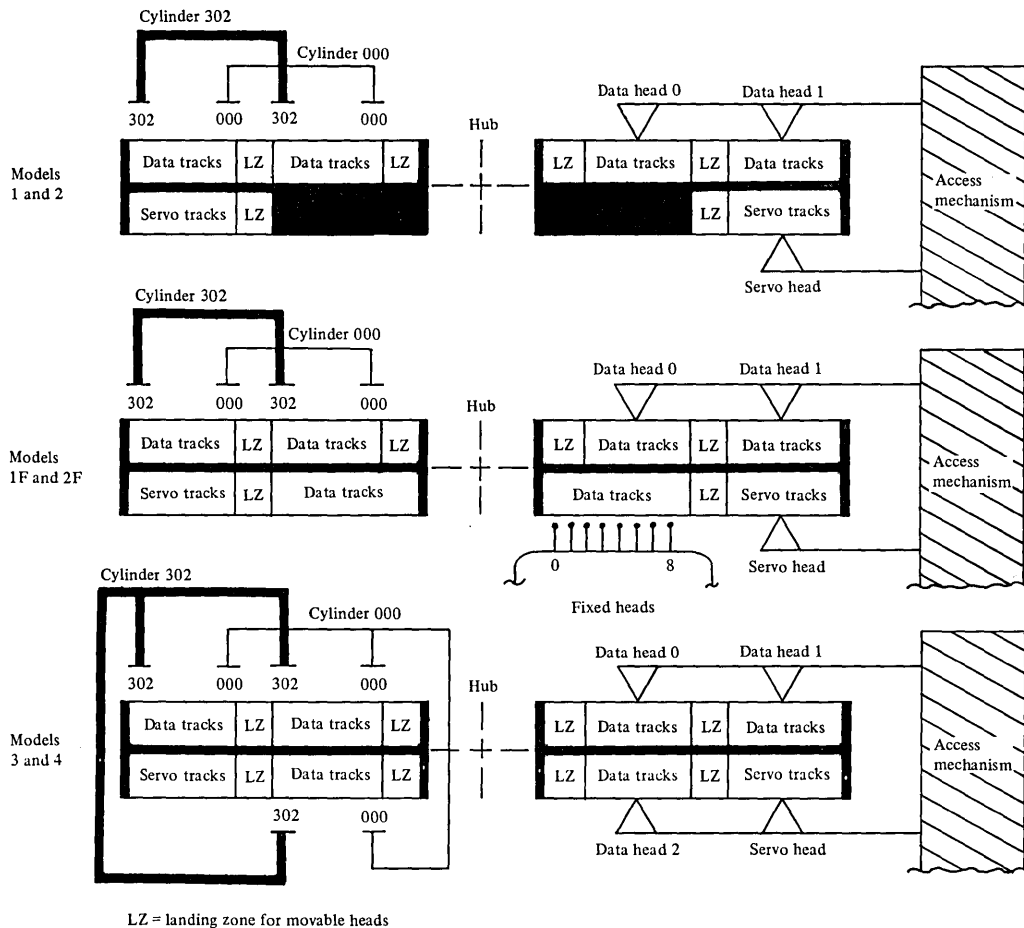 Cylinder 302
Cylinder 000
302 000 302 000
Hub
Data head 0 Data head 1
Models
1 and 2
Data tracks LZ Data tracks LZ
Servo tracks LZ
LZ Data tracks LZ Data tracks
LZ Servo tracks
Access
mechanism
Servo head
Cylinder 302
Cylinder 000
302 000 302 000
Hub
Data head 0 Data head 1
Models
1F and 2F
Data tracks LZ Data tracks LZ
Servo tracks LZ Data tracks
LZ Data tracks LZ Data tracks
Data tracks LZ Servo tracks
Access
mechanism
0 8
Servo head
Fixed heads
Cylinder 302
Cylinder 000
302 000 302 000
Hub
Data head 0 Data head 1
Models
3 and 4
Data tracks LZ Data tracks LZ
Servo tracks LZ Data tracks LZ
LZ Data tracks LZ Data tracks
LZ Data tracks LZ Servo tracks
Access
mechanism
302 000
Data head 2 Servo head
LZ = landing zone for movable heads